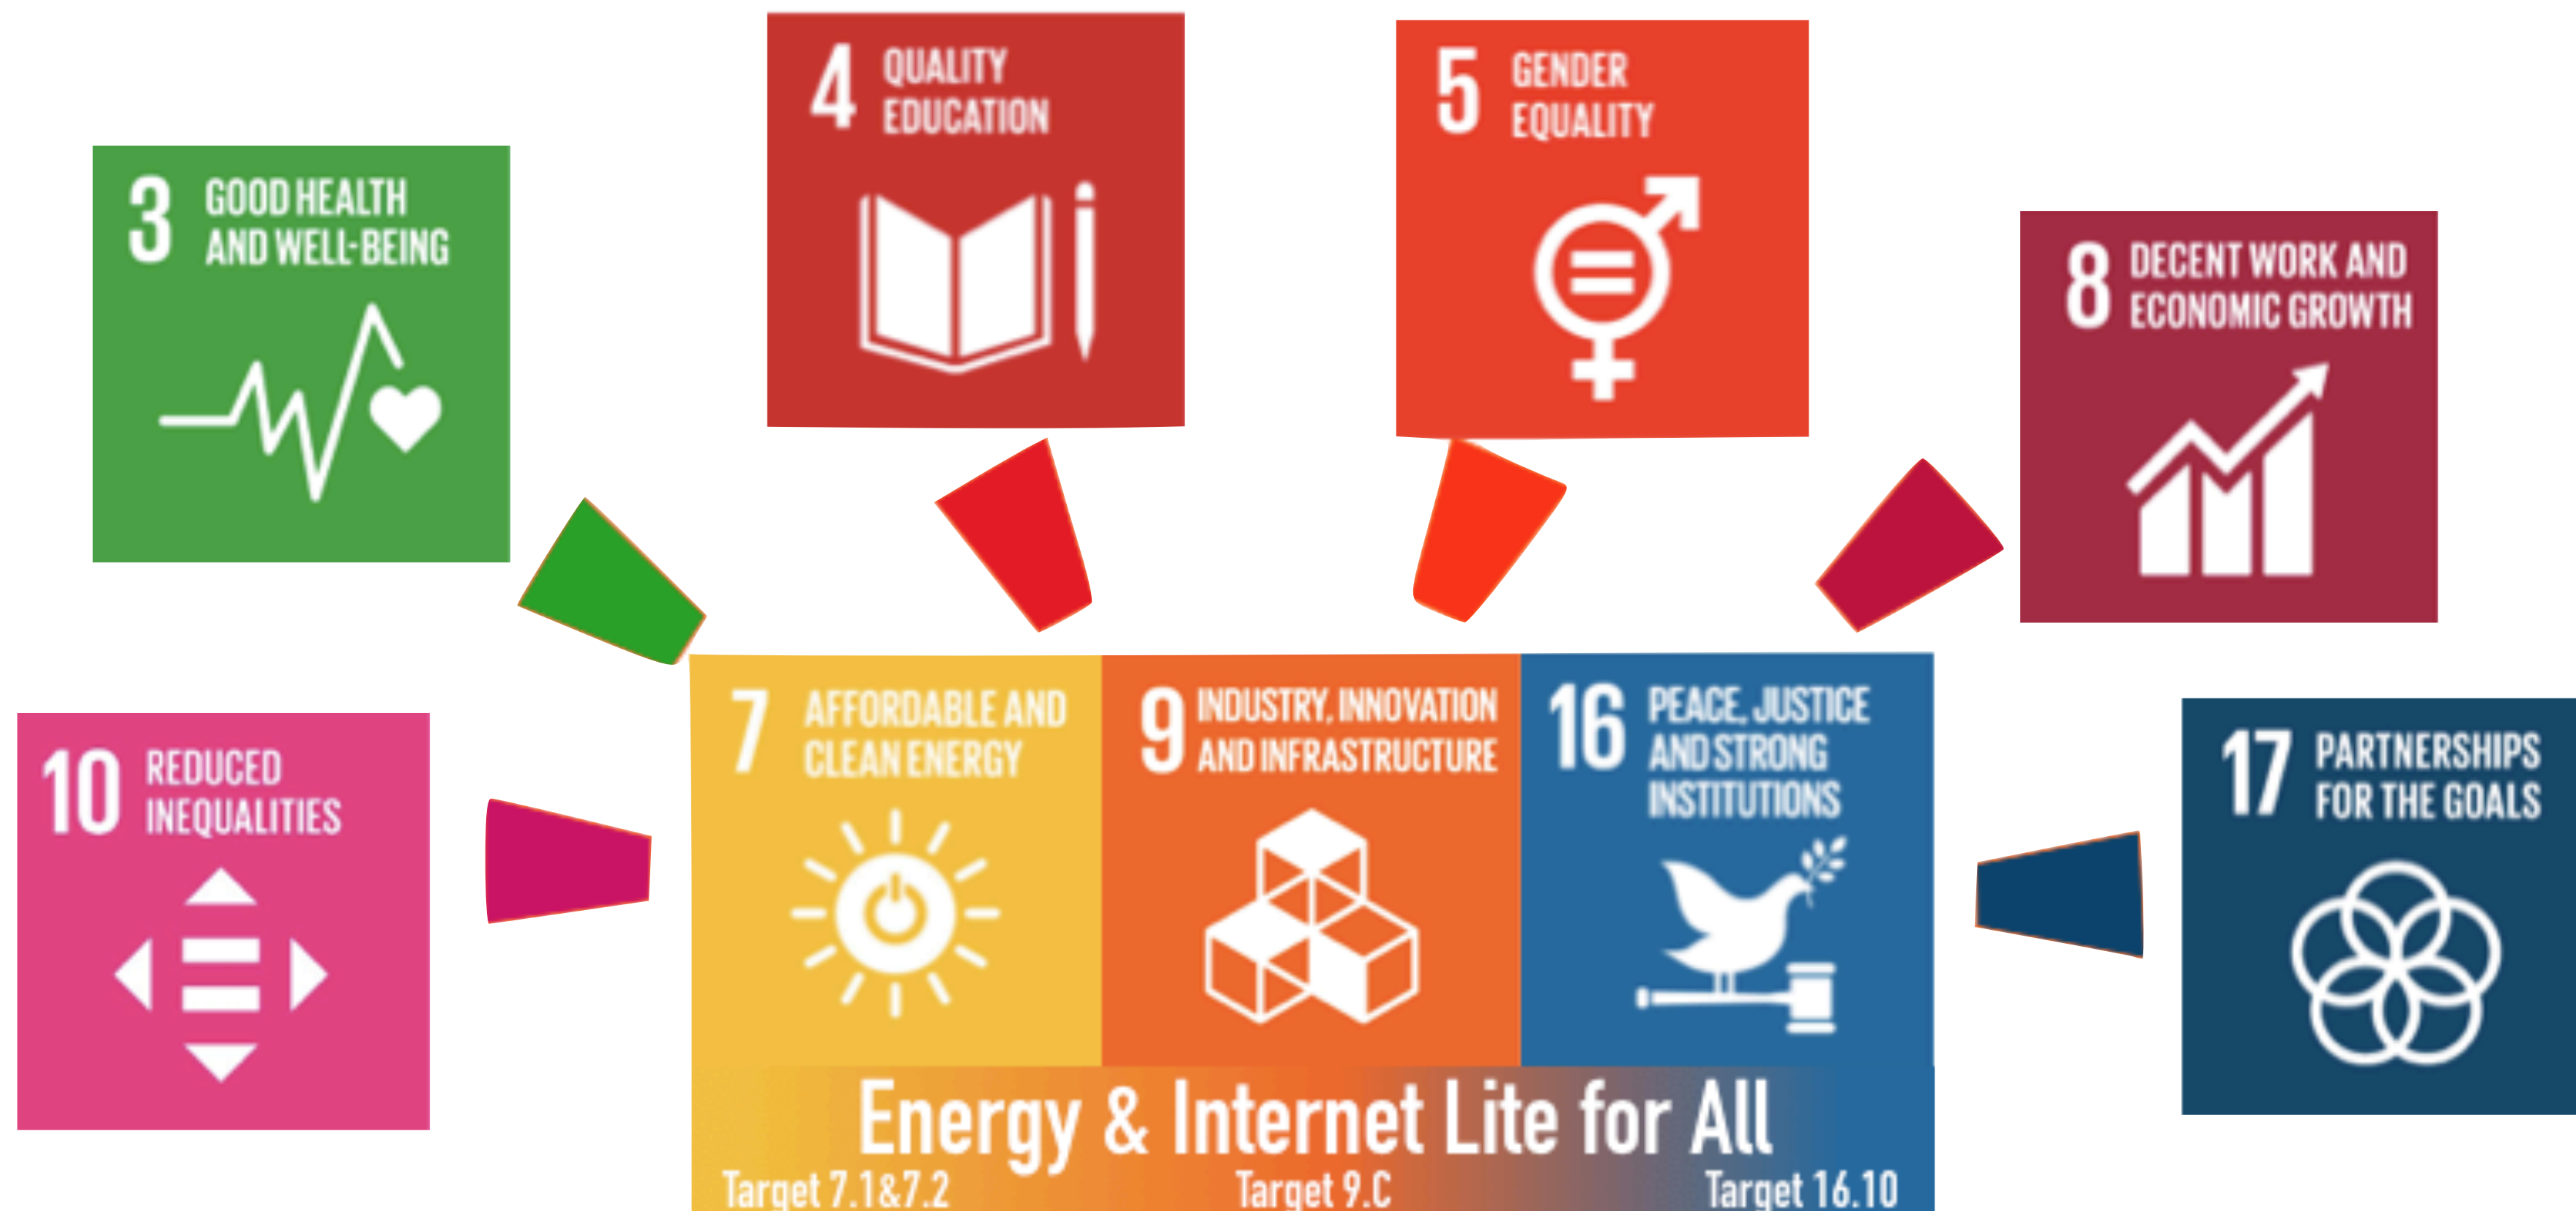 4 QUALITY
EDUCATION
5 GENDER
EQUALITY
3 GOOD HEALTH
AND WELL-BEING
8 DECENT WORK AND
ECONOMIC GROWTH
10 REDUCED
INEQUALITIES
7 AFFORDABLE AND
CLEAN ENERGY
9 INDUSTRY, INNOVATION
AND INFRASTRUCTURE
16 PEACE, JUSTICE
AND STRONG
INSTITUTIONS
17 PARTNERSHIPS
FOR THE GOALS
Energy & Internet Lite for All
Target 7.1&7.2
Target 9.C
Target 16.10